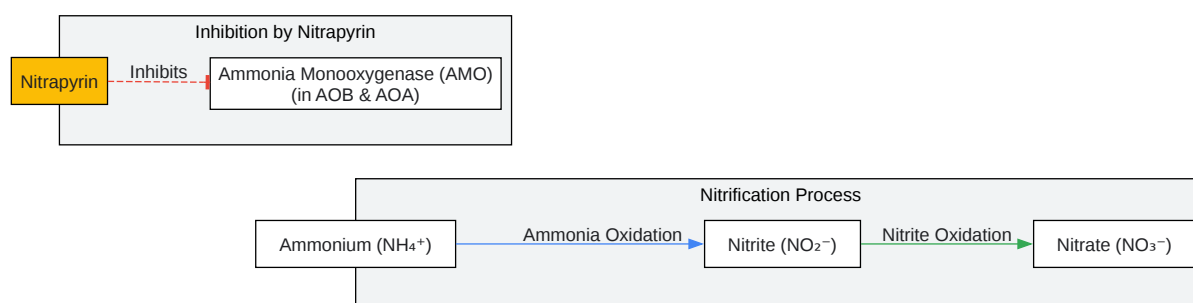 Inhibition by Nitrapyrin
Nitrapyrin
Inhibits
Ammonia Monooxygenase (AMO)
(in AOB & AOA)
Nitrification Process
Ammonium (NH₄⁺)
Ammonia Oxidation
Nitrite (NO₂⁻)
Nitrite Oxidation
Nitrate (NO₃⁻)